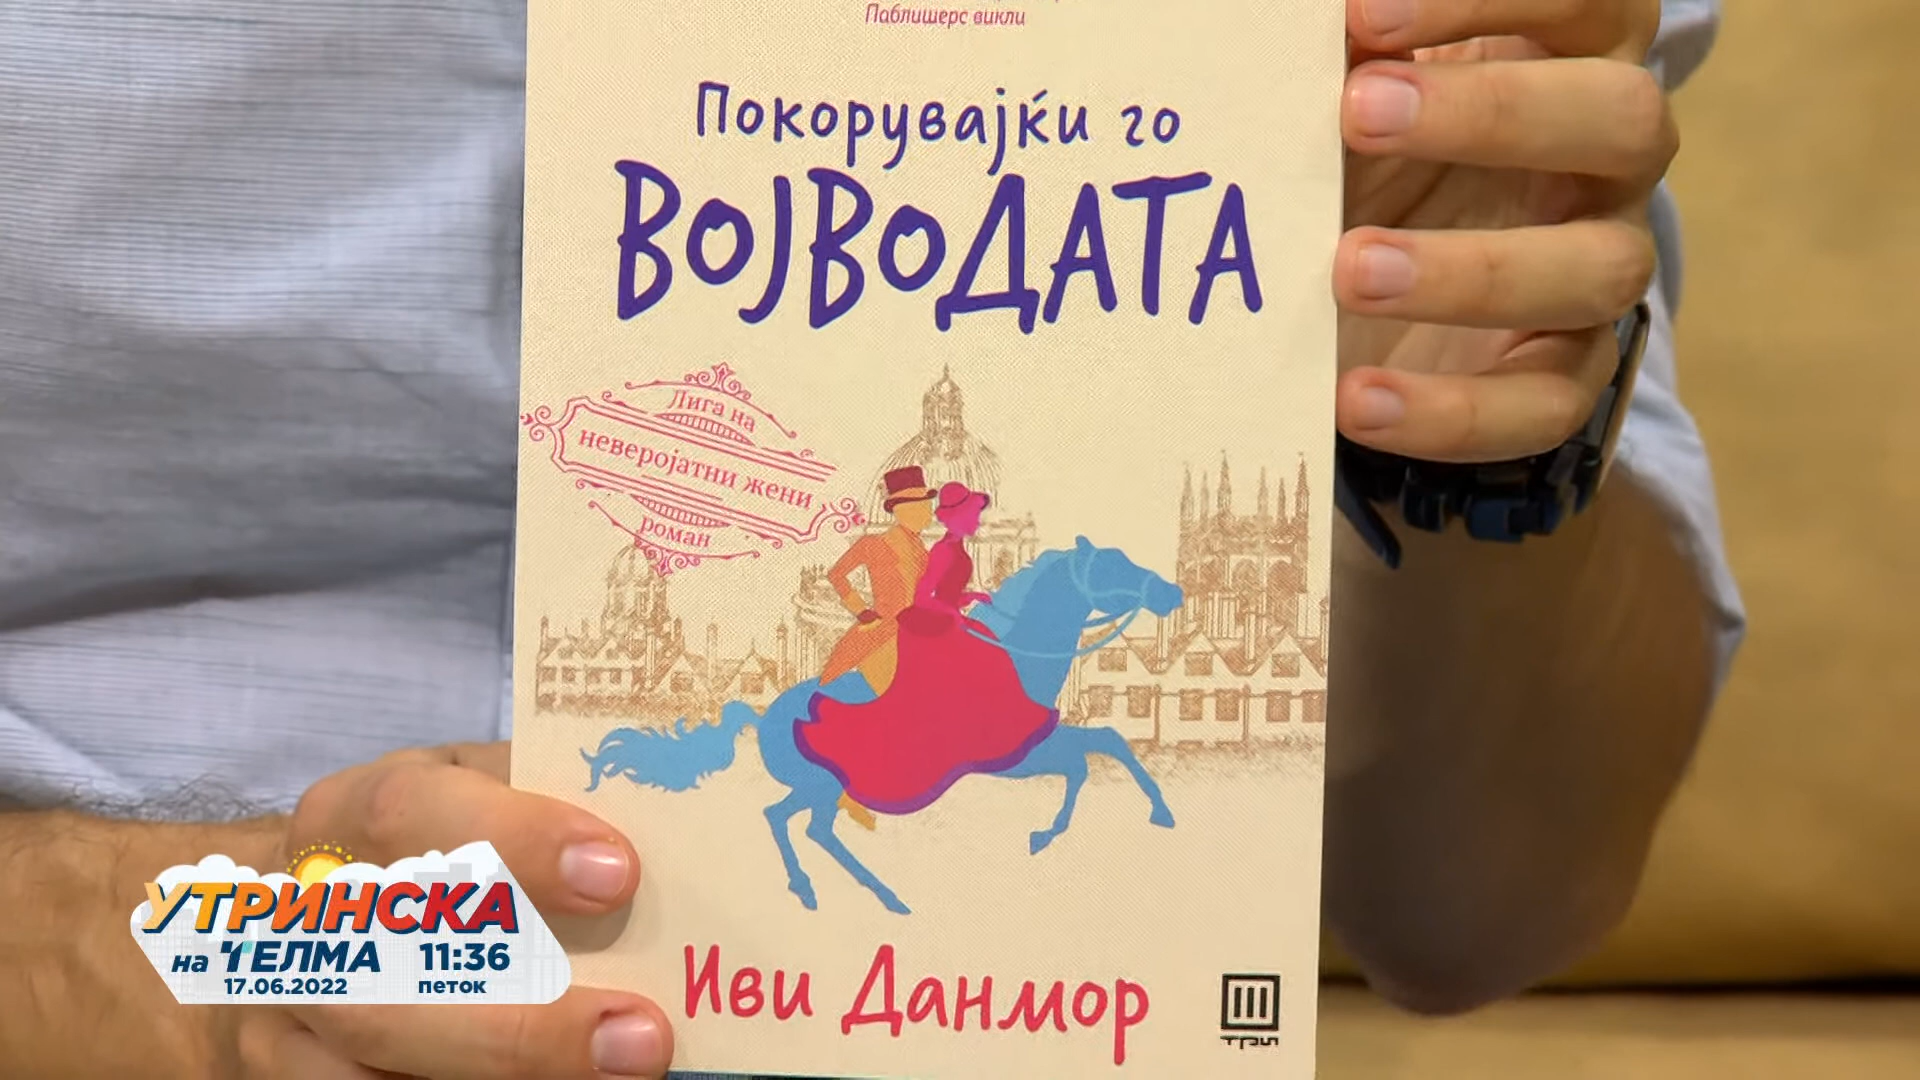 Паблишерс викли
Покорувајќи го
ВОЈВОДАТА
Лига на
неверојатни жени
роман
Иви Данмор
три
УТРИНСКА
на ТЕЛМА 11:36
17.06.2022 петок